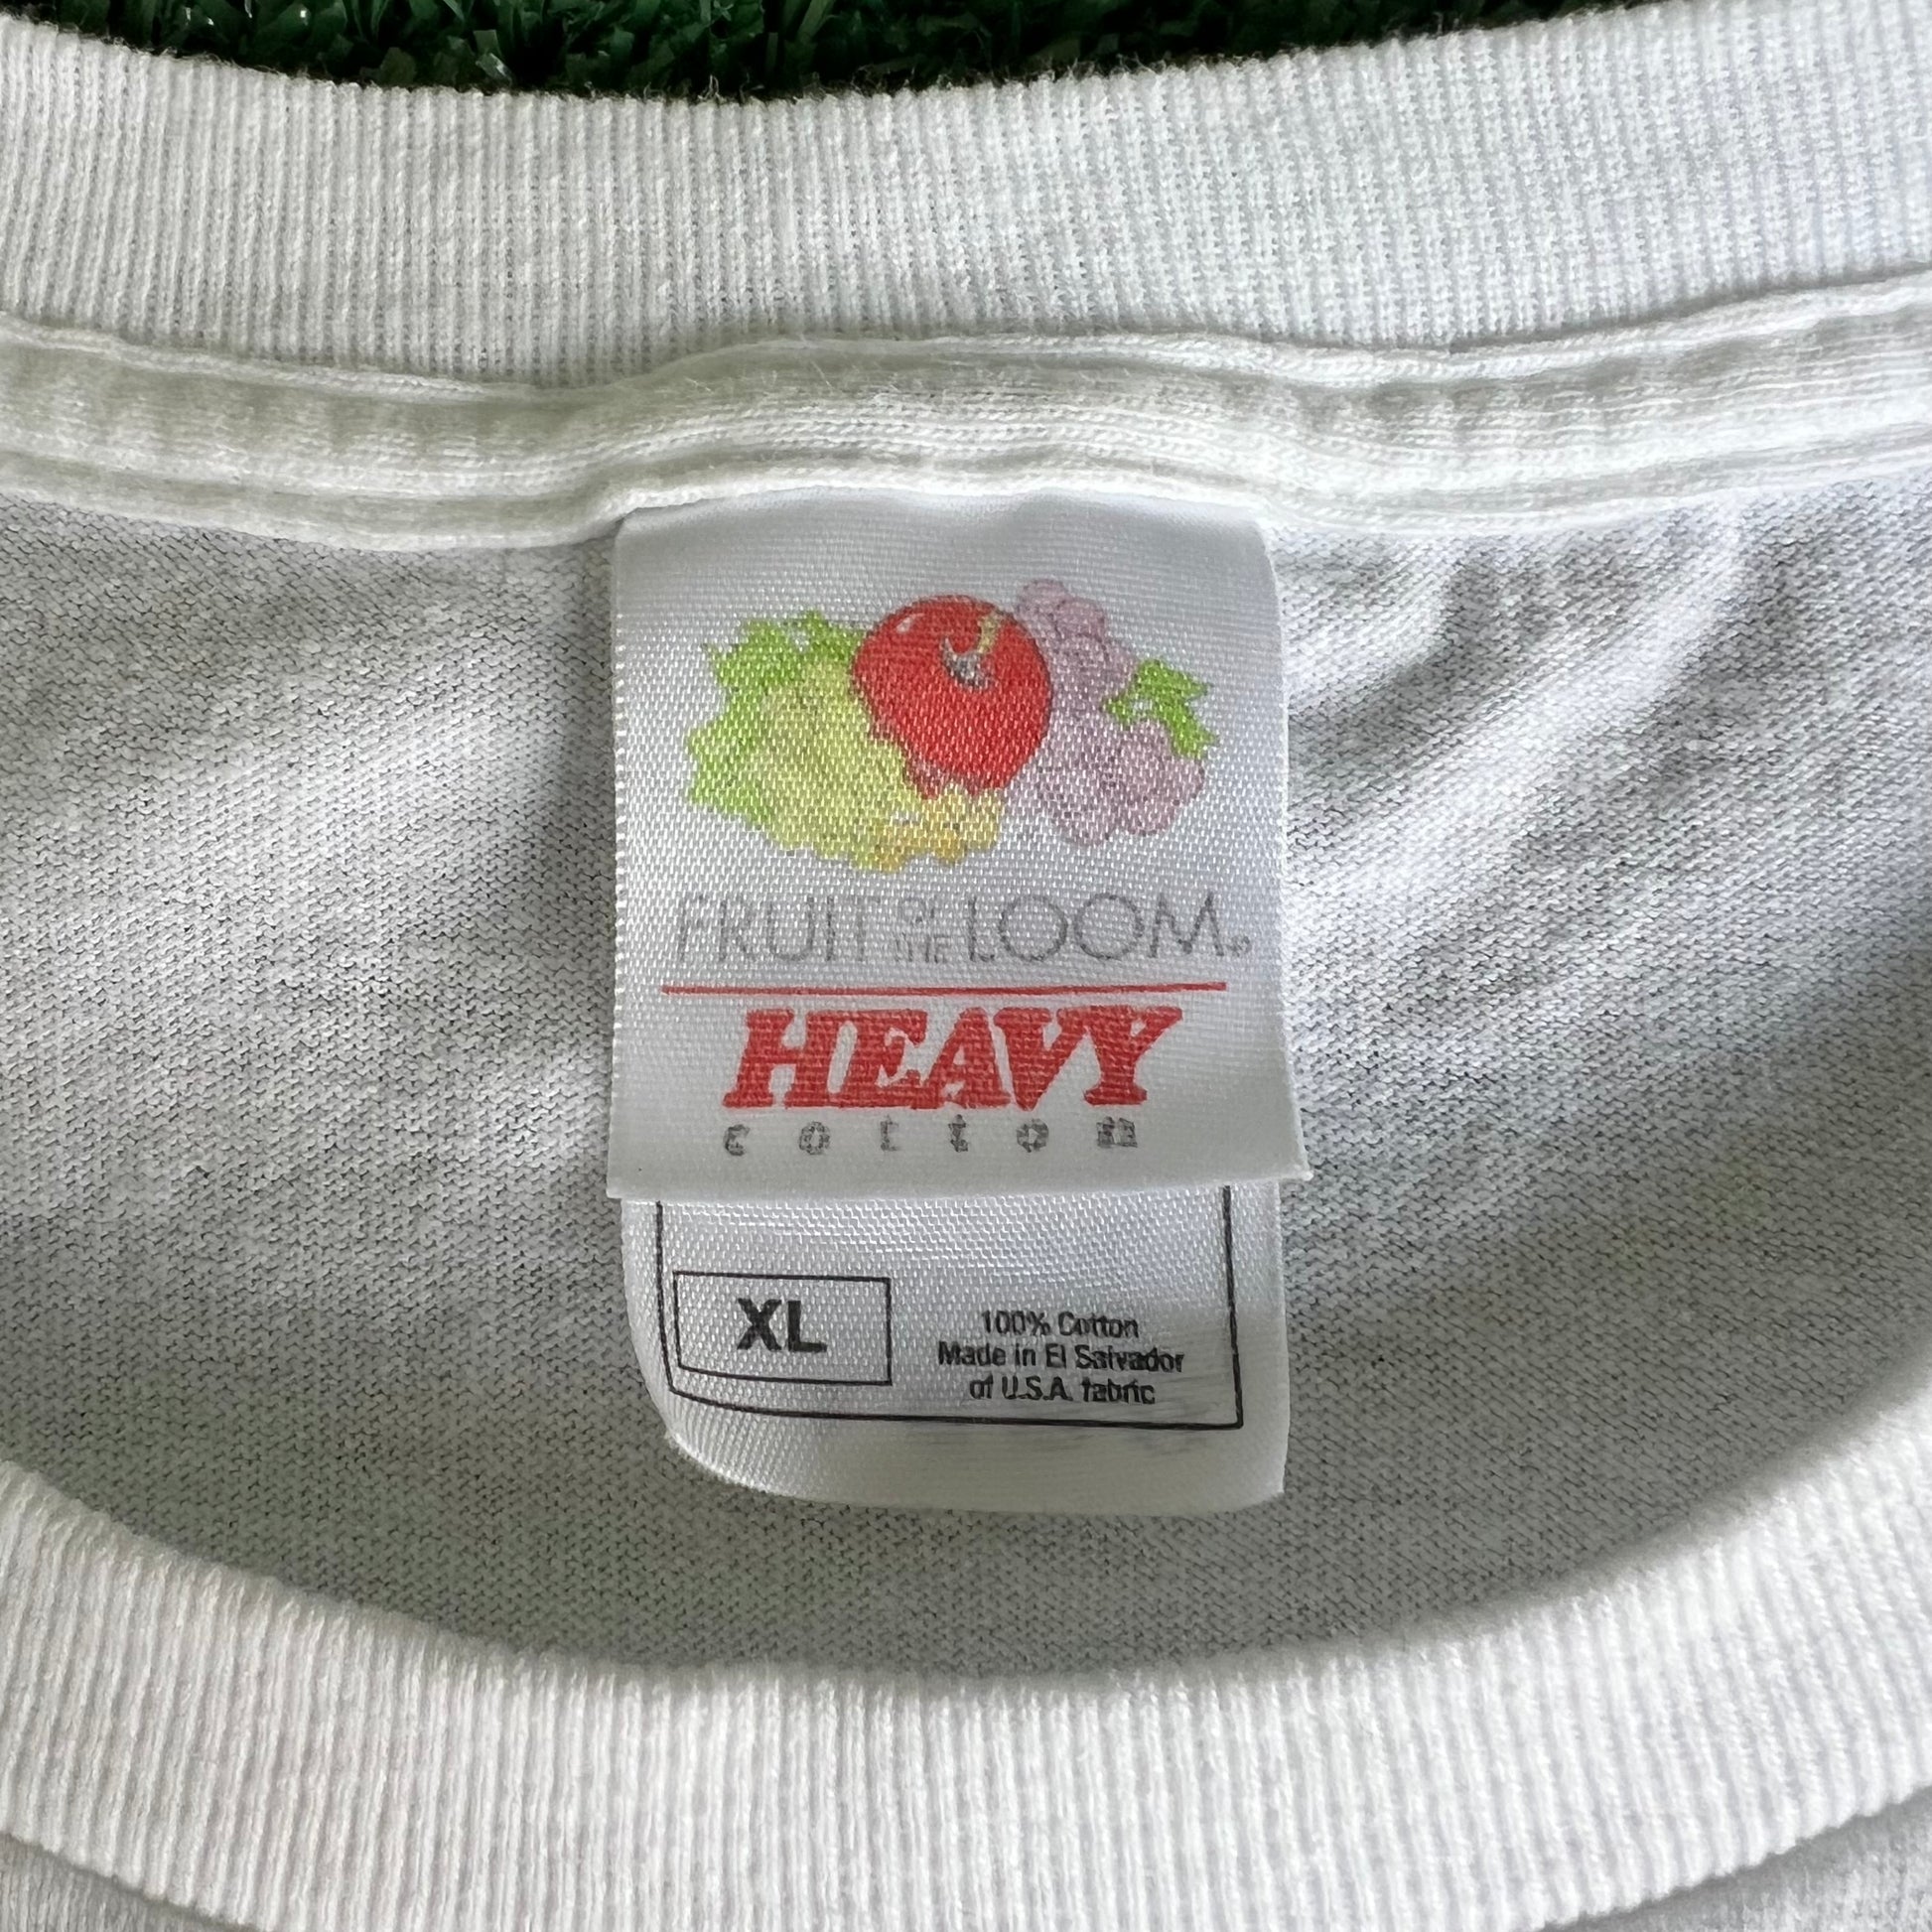 FRUIT OF THE LOOM®
HEAVY
cotton
XL
100% Cotton
Made in El Salvador
of U.S.A. fabric